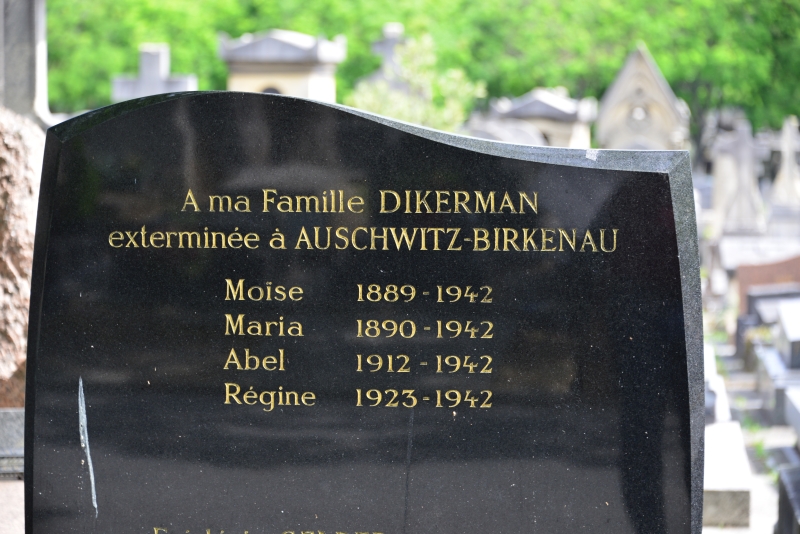 A ma Famille DIKERMAN
exterminée à AUSCHWITZ-BIRKENAU
Moïse 1889-1942
Maria 1890-1942
Abel 1912-1942
Régine 1923-1942